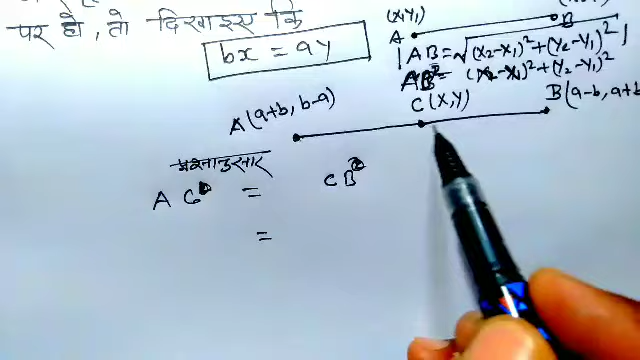 पर हो, तो दिखाइए कि
bx = ay
(x₁y₁)
A B
AB = √(x₂-x₁)²+(y₂-y₁)²
AB² = (x₂-x₁)²+(y₂-y₁)²
A(a+b, b-a) C(x,y) B(a-b, a+b
प्रश्नानुसार
AC² = CB²
=